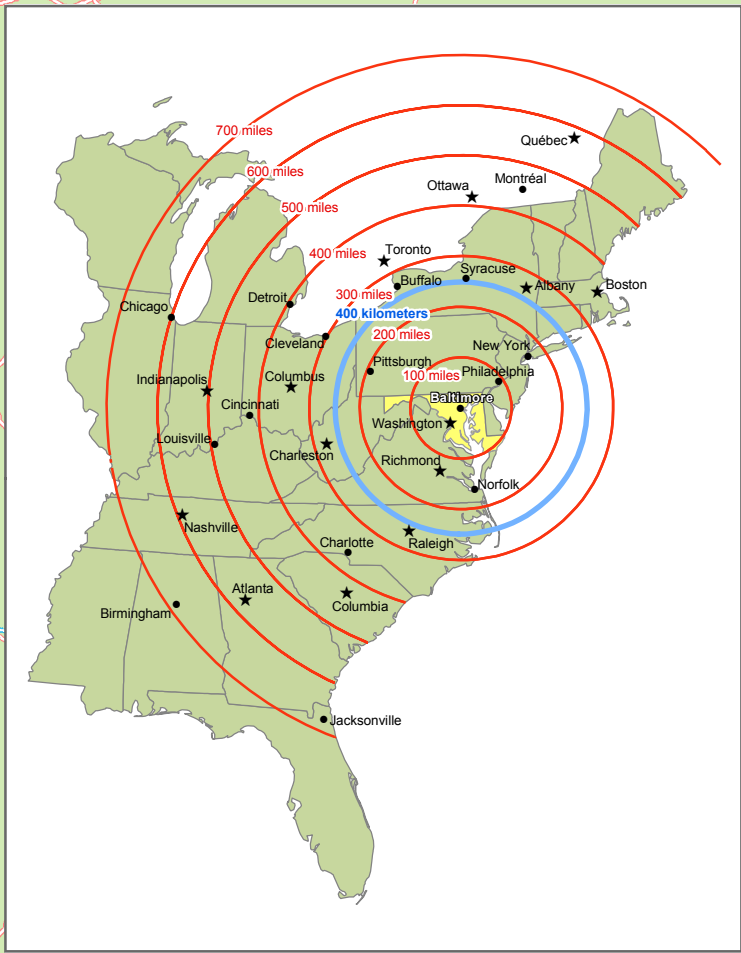 700 miles
Québec
600 miles
Ottawa
Montréal
500 miles
400 miles
Toronto
Syracuse
Buffalo
Albany
Boston
300 miles
Detroit
Chicago
400 kilometers
200 miles
Cleveland
New York
Pittsburgh
100 miles
Philadelphia
Indianapolis
Columbus
Baltimore
Cincinnati
Washington
Louisville
Charleston
Richmond
Norfolk
Nashville
Charlotte
Raleigh
Atlanta
Columbia
Birmingham
Jacksonville